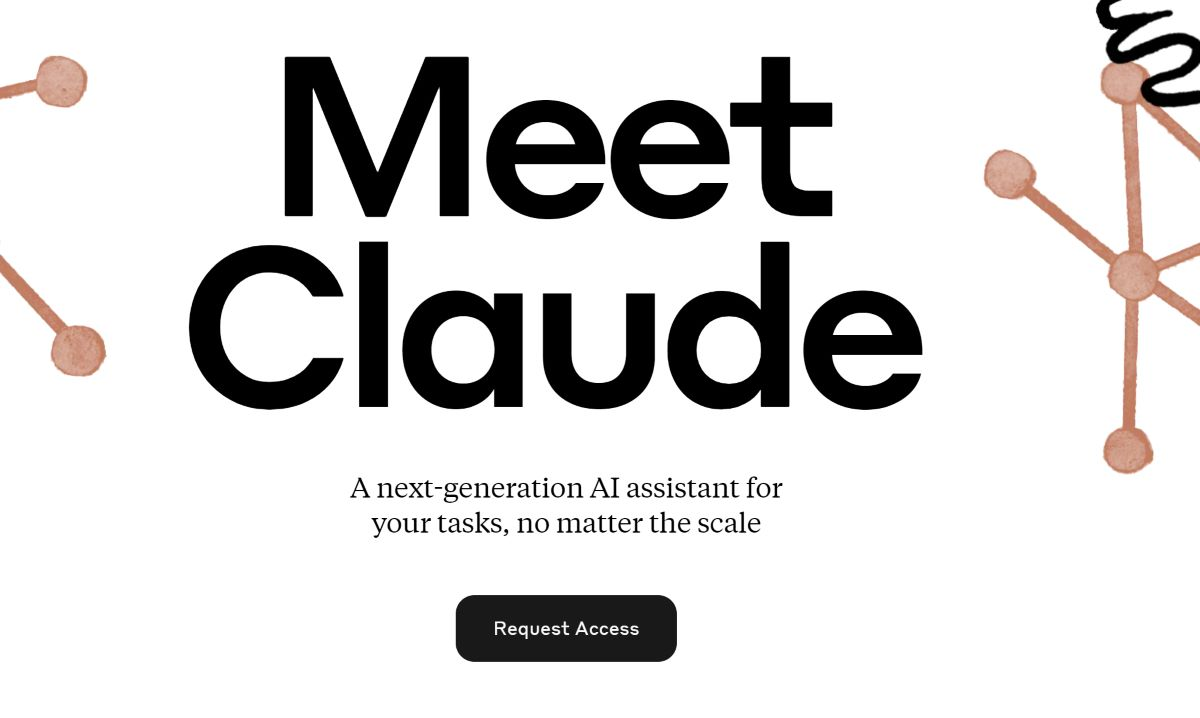 Meet
Claude
A next-generation AI assistant for
your tasks, no matter the scale
Request Access